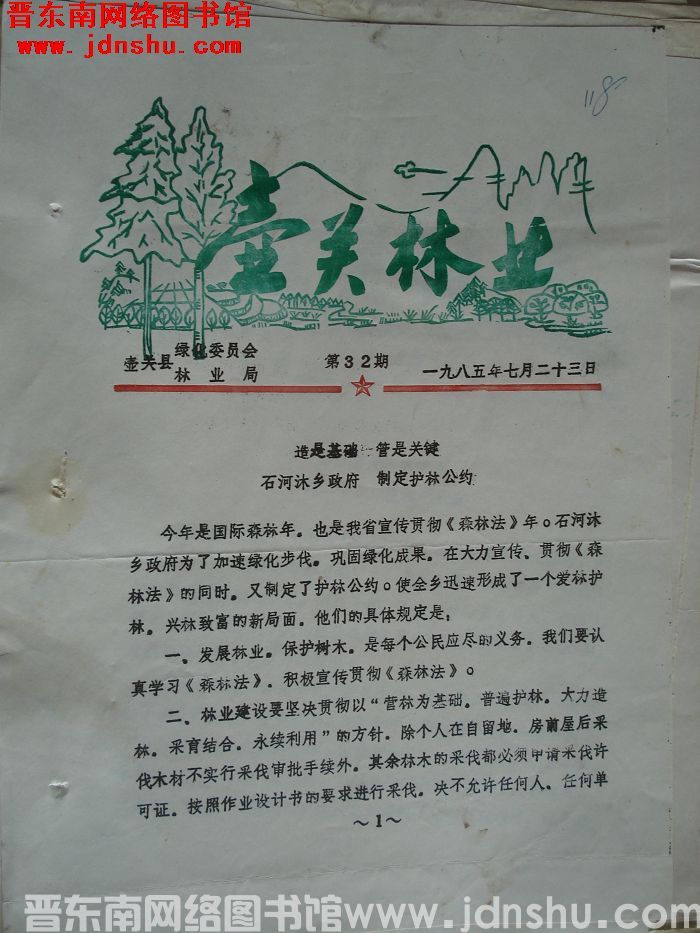 晋东南网络图书馆
www.jdnshu.com
118
壶关林业
壶关县 绿化委员会 林业局 第32期 一九八五年七月二十三日
造是基础 管是关键
石河沐乡政府 制定护林公约
今年是国际森林年。也是我省宣传贯彻《森林法》年。石河沐
乡政府为了加速绿化步伐。巩固绿化成果。在大力宣传、贯彻《森
林法》的同时。又制定了护林公约。使全乡迅速形成了一个爱林护
林。兴林致富的新局面。他们的具体规定是:
一、发展林业。保护树木。是每个公民应尽的义务。我们要认
真学习《森林法》。积极宣传贯彻《森林法》。
二、林业建设要坚决贯彻以“营林为基础。普遍护林。大力造
林。采育结合。永续利用”的方针。除个人在自留地。房前屋后采
伐木材不实行采伐审批手续外。其余林木的采伐都必须申请采伐许
可证。按照作业设计书的要求进行采伐。决不允许任何人。任何单
～1～
晋东南网络图书馆www.jdnshu.com